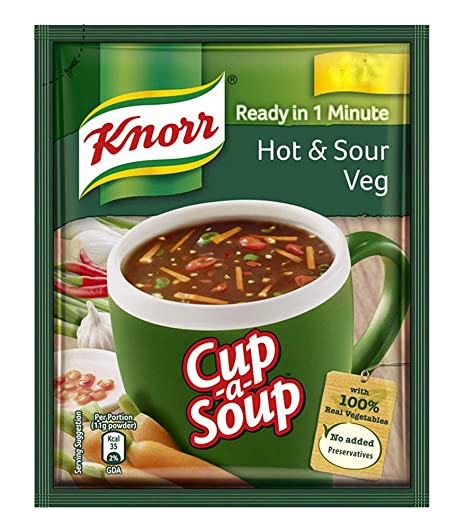 Knorr®
Ready in 1 Minute
Hot & Sour
Veg
Cup
-a-
Soup
with
100%
Real Vegetables
No added
Preservatives
Serving Suggestion
Per Portion
(11g powder)
Kcal
35
2%
GDA